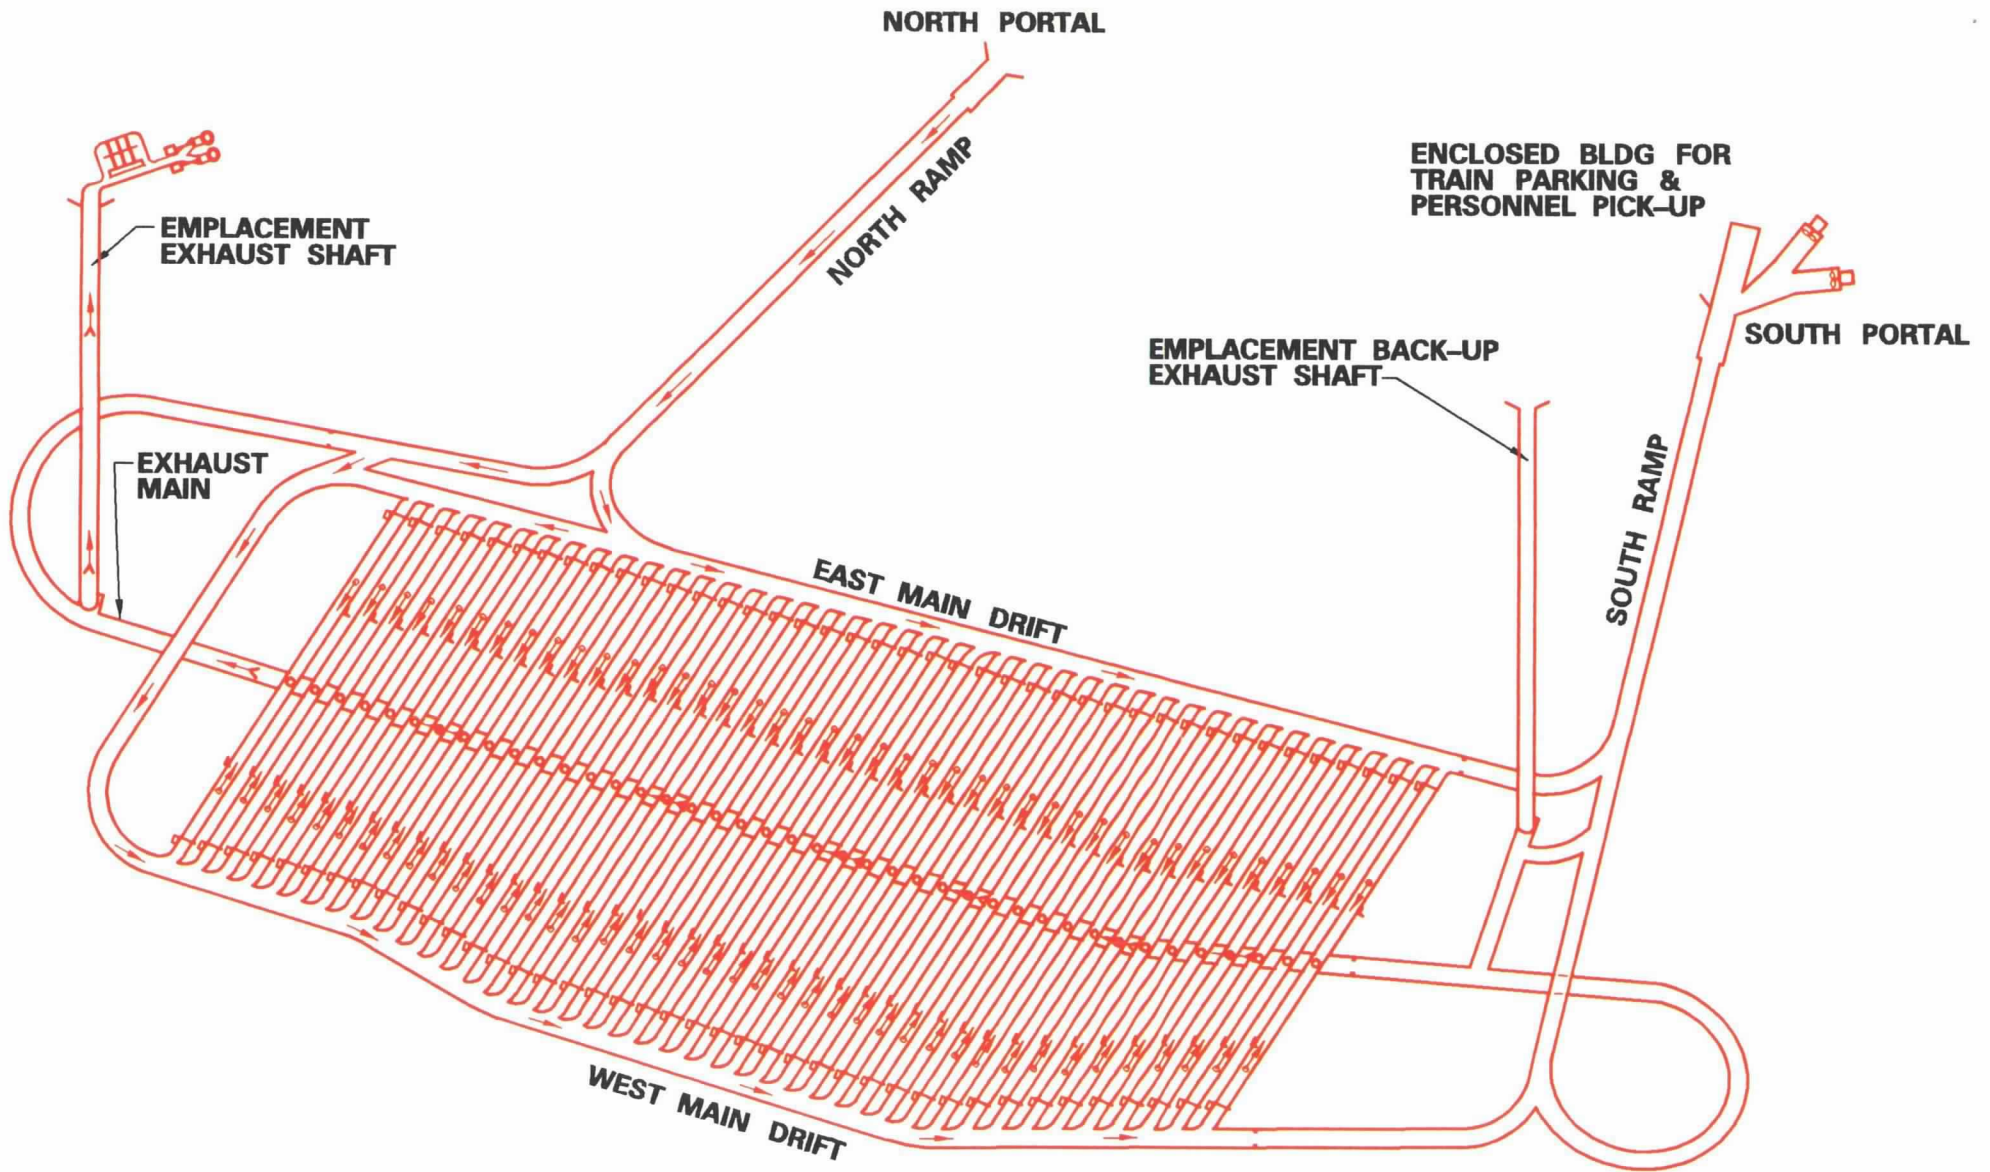 NORTH PORTAL
NORTH RAMP
ENCLOSED BLDG FOR
TRAIN PARKING &
PERSONNEL PICK-UP
EMPLACEMENT
EXHAUST SHAFT
SOUTH PORTAL
EMPLACEMENT BACK-UP
EXHAUST SHAFT
SOUTH RAMP
EXHAUST
MAIN
EAST MAIN DRIFT
WEST MAIN DRIFT